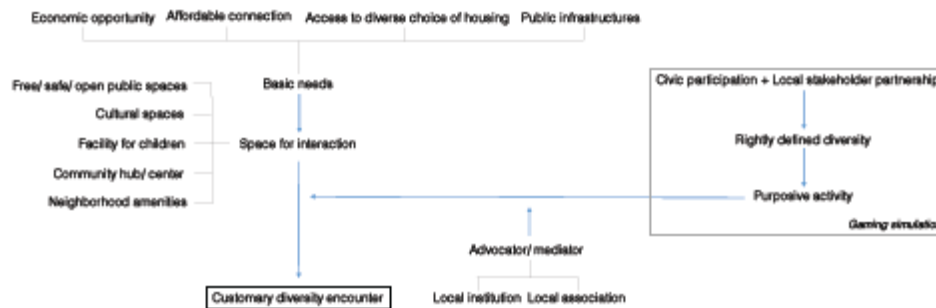 Economic opportunity Affordable connection Access to diverse choice of housing Public infrastructures
Basic needs
Free/ safe/ open public spaces
Cultural spaces
Facility for children
Community hub/ center
Neighborhood amenities
Space for interaction
Civic participation + Local stakeholder partnership
Rightly defined diversity
Purposive activity
Gaming simulatio
Advocator/ mediator
Local institution Local association
Customary diversity encounter